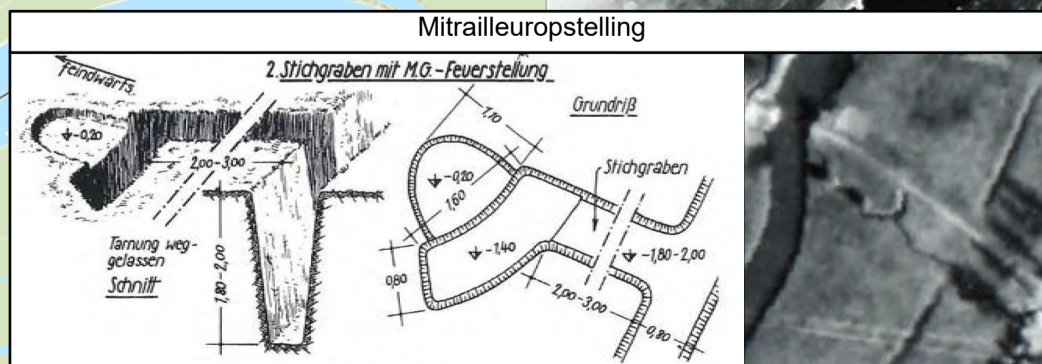 Mitrailleuropstelling
2. Stichgraben mit M.G.-Feuerstellung
Feindwärts.
-0,20
2,00-3,00
1,80-2,00
Tarnung weg-
gelassen
Schnitt
Grundriß
1,10
-0,20
1,60
Stichgraben
-1,40
-1,80-2,00
0,80
2,00-3,00
0,80